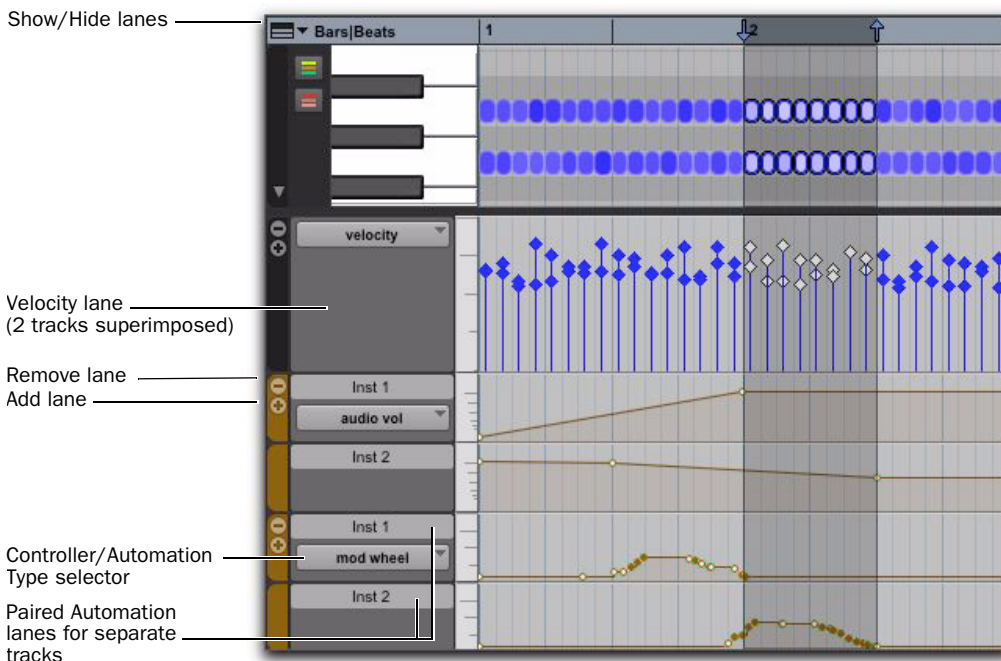 Show/Hide lanes
Bars|Beats
1
2
velocity
Velocity lane
(2 tracks superimposed)
Remove lane
Add lane
Inst 1
audio vol
Inst 2
Inst 1
Controller/Automation
Type selector
mod wheel
Inst 2
Paired Automation
lanes for separate
tracks